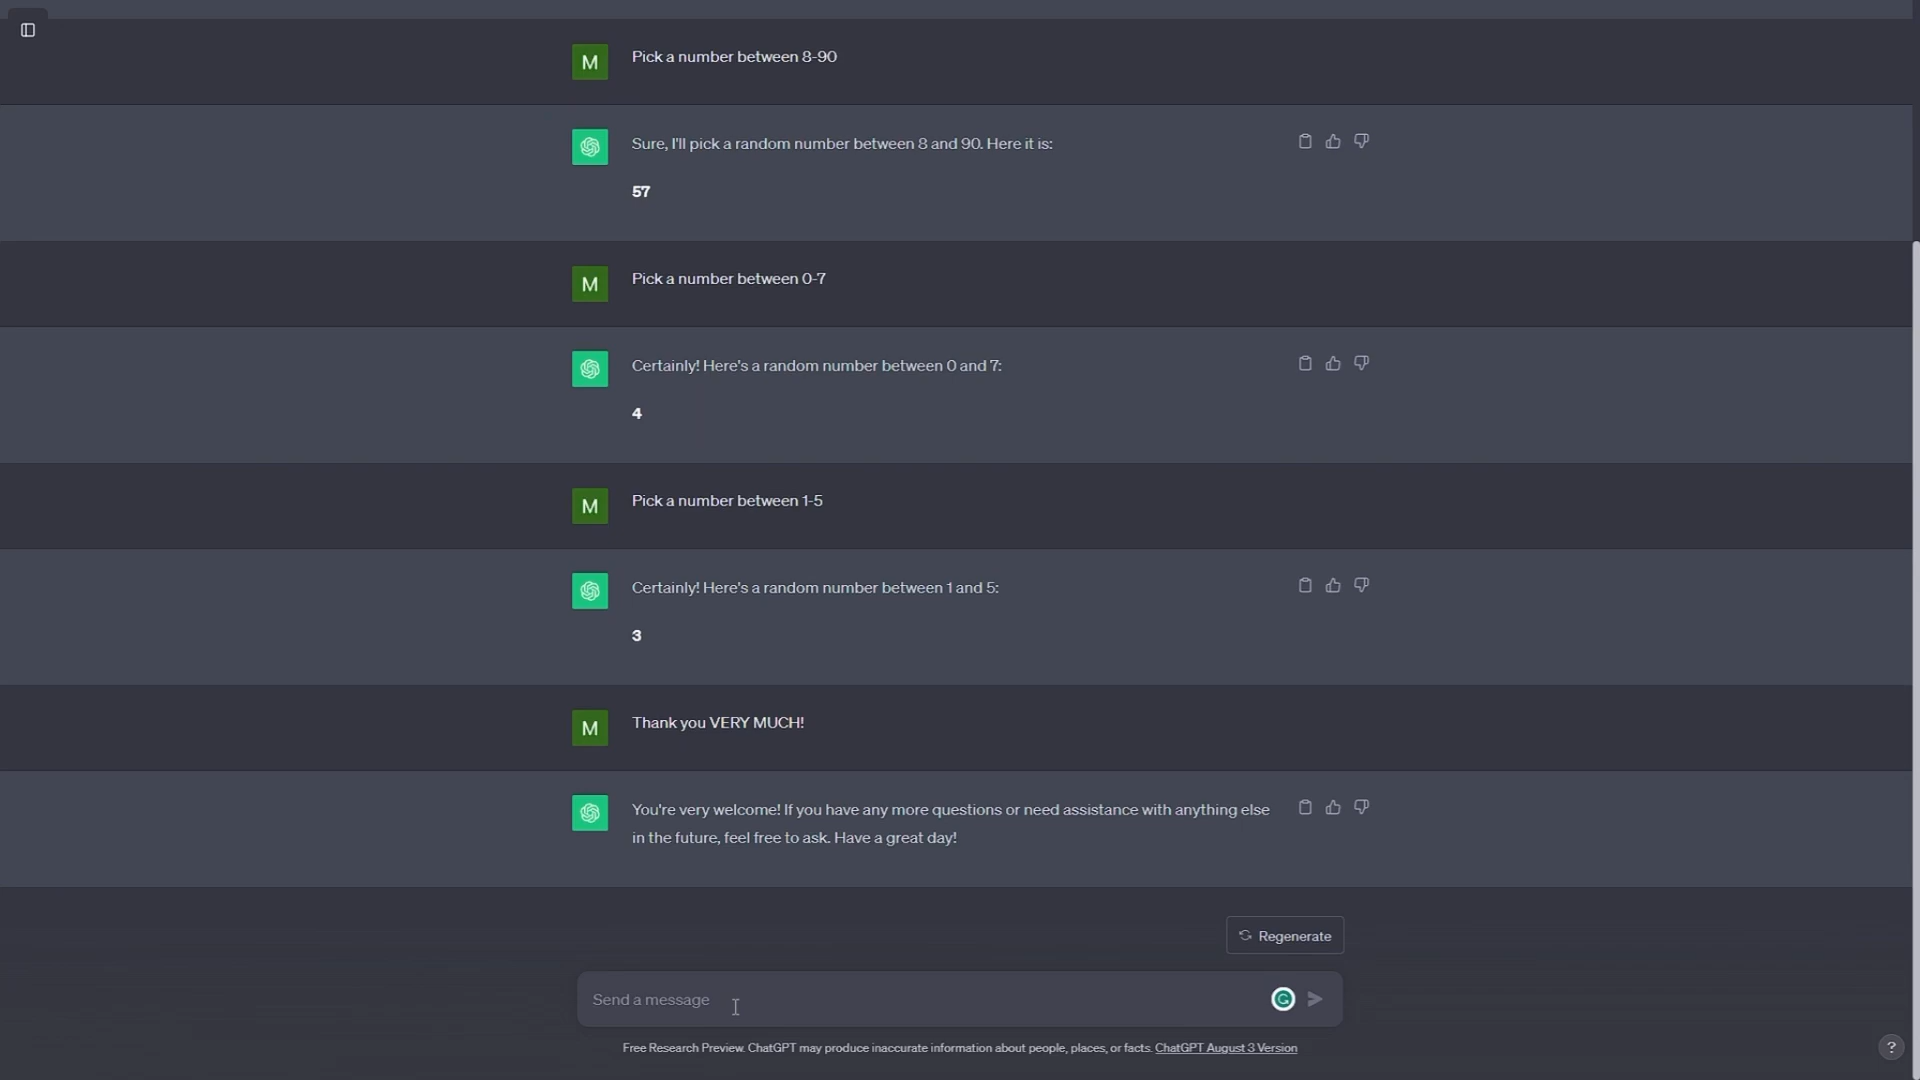 M
Pick a number between 8-90
Sure, I'll pick a random number between 8 and 90. Here it is:
57
M
Pick a number between 0-7
Certainly! Here's a random number between 0 and 7:
4
M
Pick a number between 1-5
Certainly! Here's a random number between 1 and 5:
3
M
Thank you VERY MUCH!
You're very welcome! If you have any more questions or need assistance with anything else
in the future, feel free to ask. Have a great day!
Regenerate
Send a message
Free Research Preview. ChatGPT may produce inaccurate information about people, places, or facts. ChatGPT August 3 Version
?